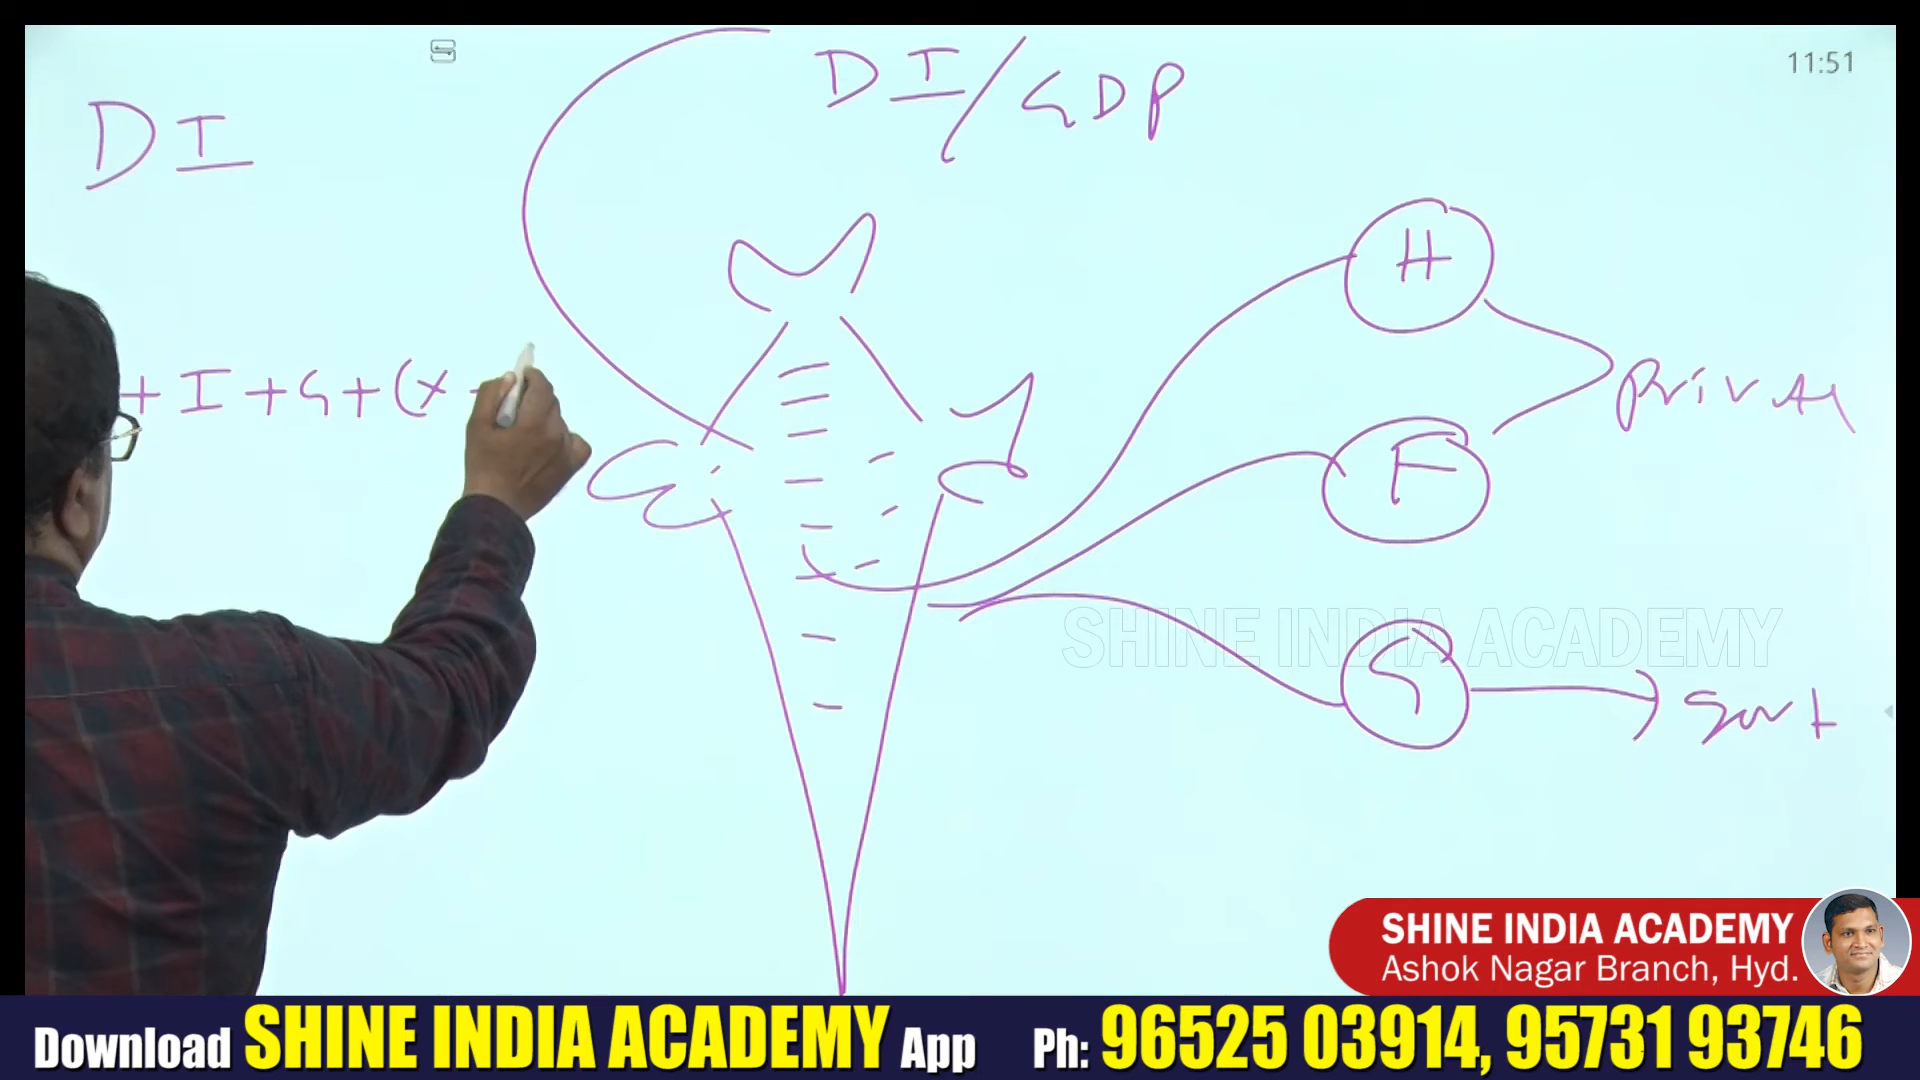 DI/GDP
11:51
DI
H
+ I + G + (X -
Private
F
SHINE INDIA ACADEMY
G
Govt
SHINE INDIA ACADEMY
Ashok Nagar Branch, Hyd.
Download SHINE INDIA ACADEMY App Ph: 96525 03914, 95731 93746